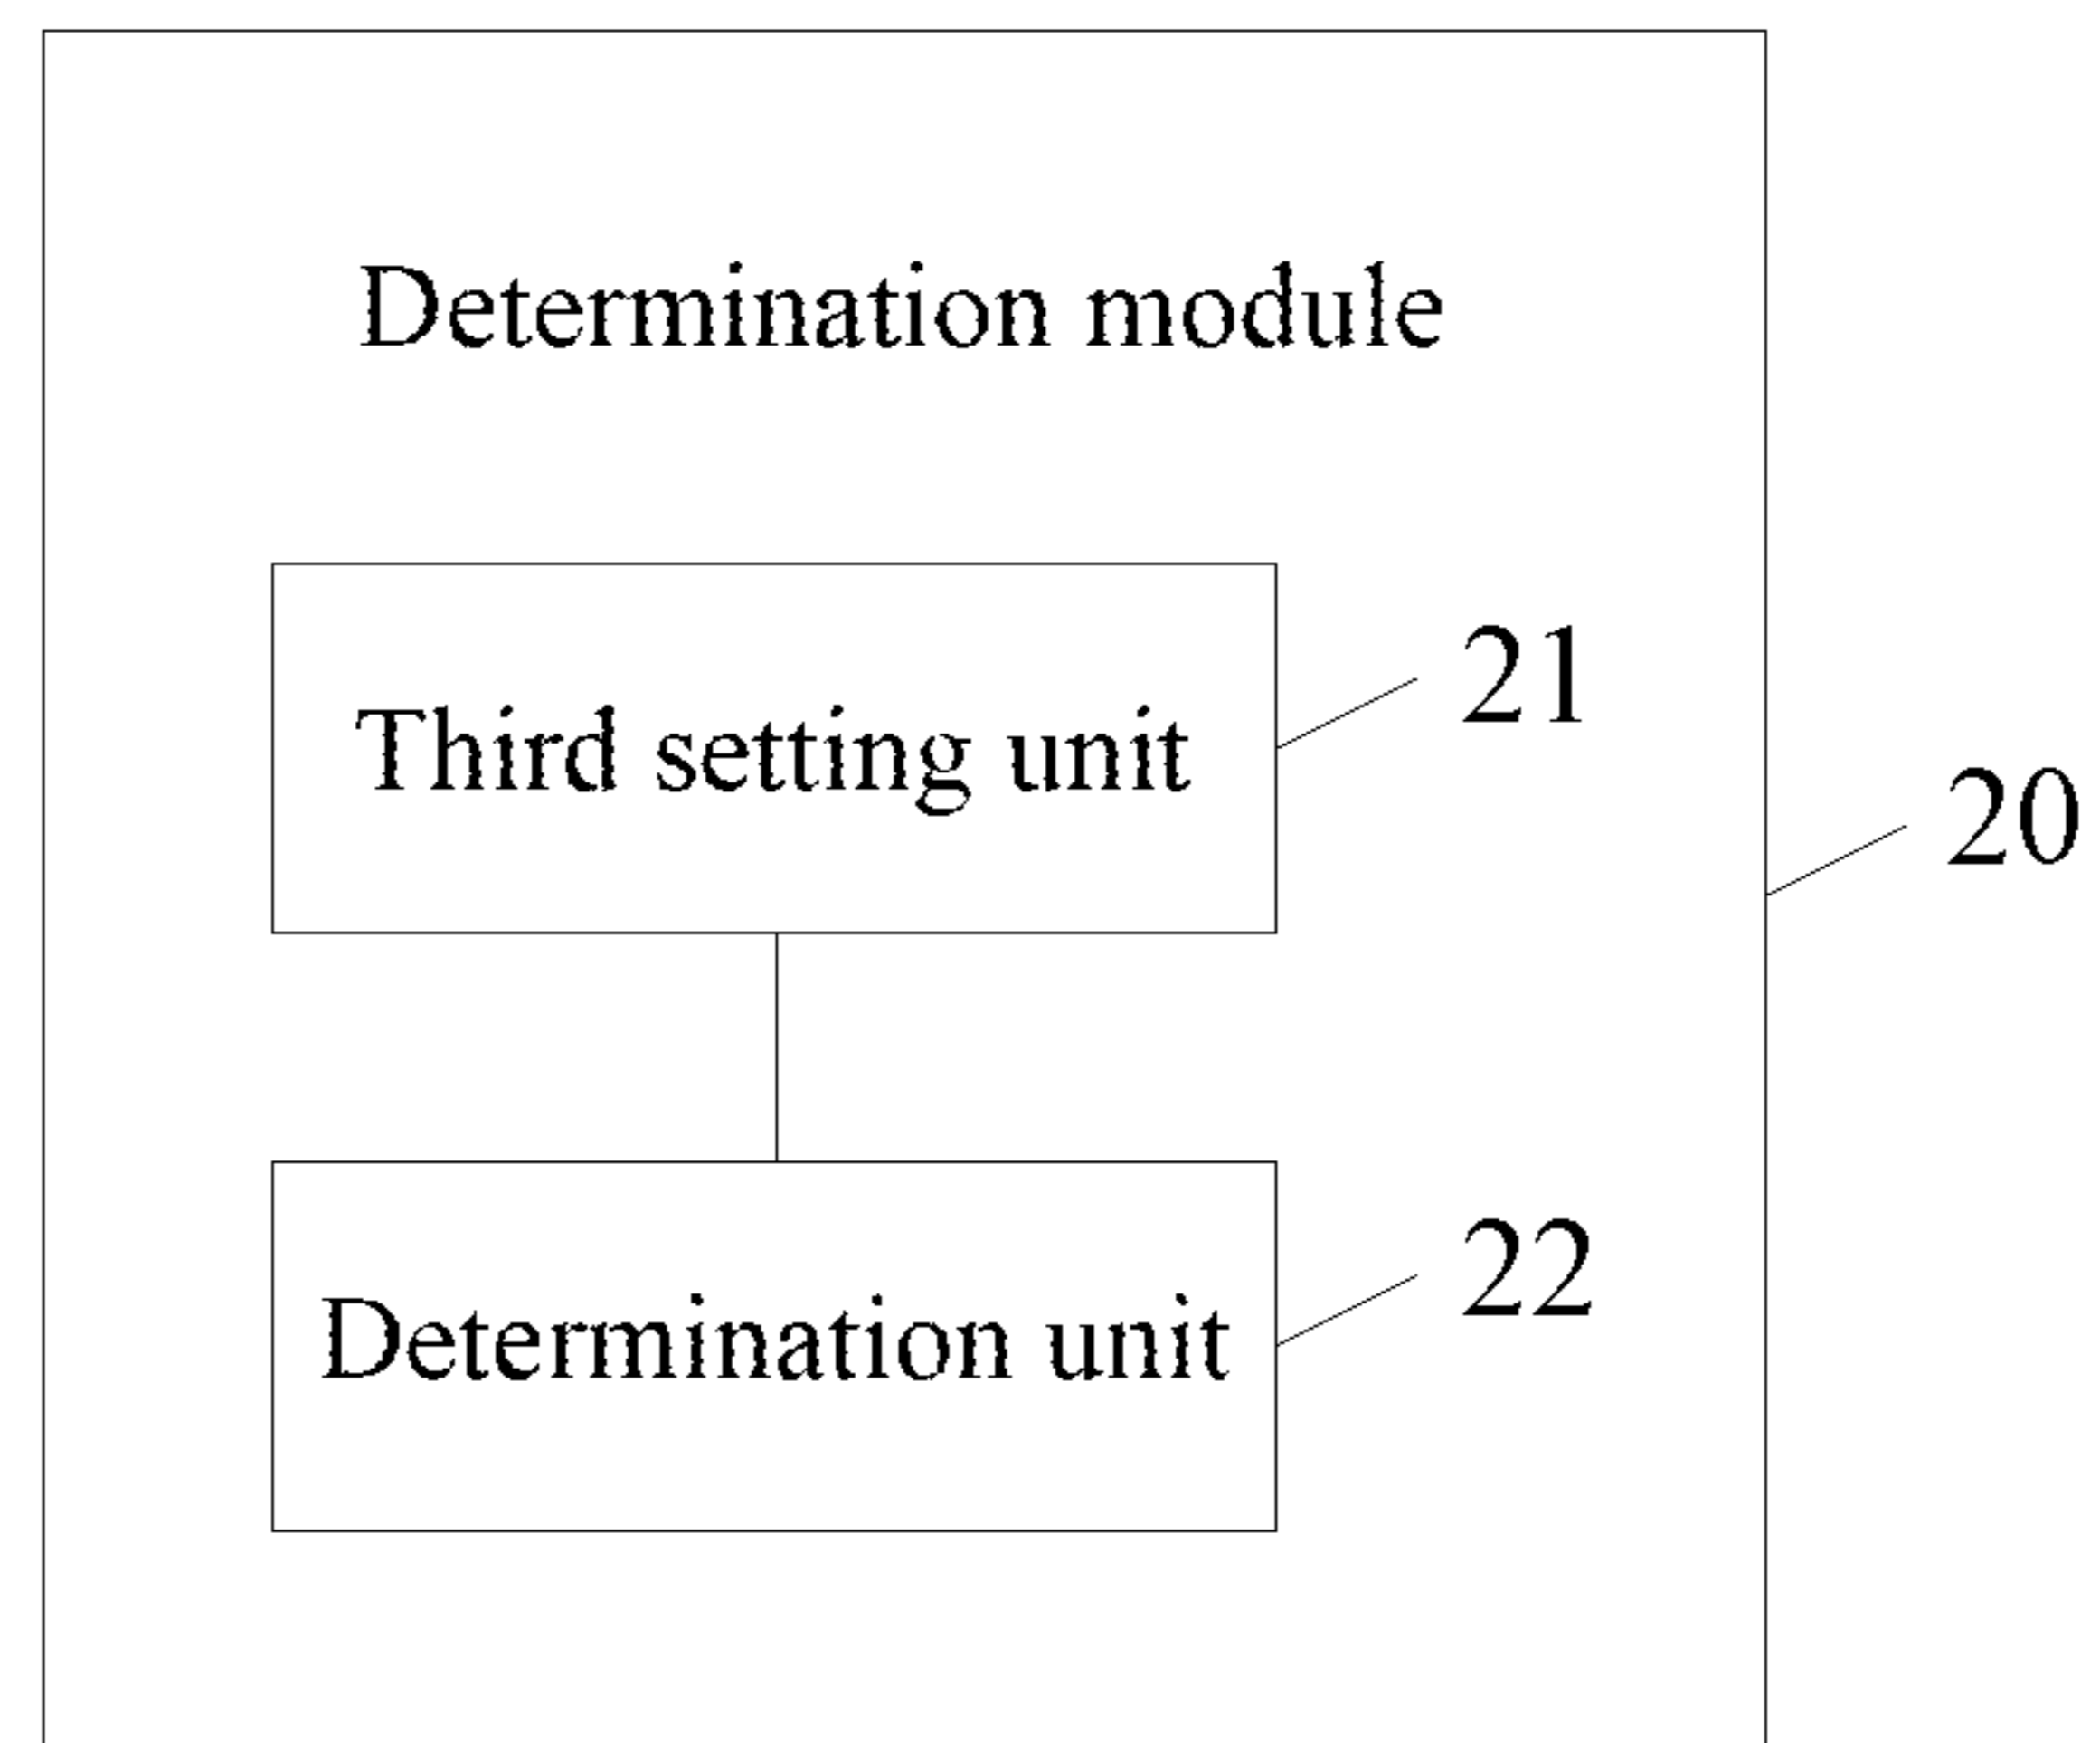 Determination module
Third setting unit
21
20
Determination unit
22